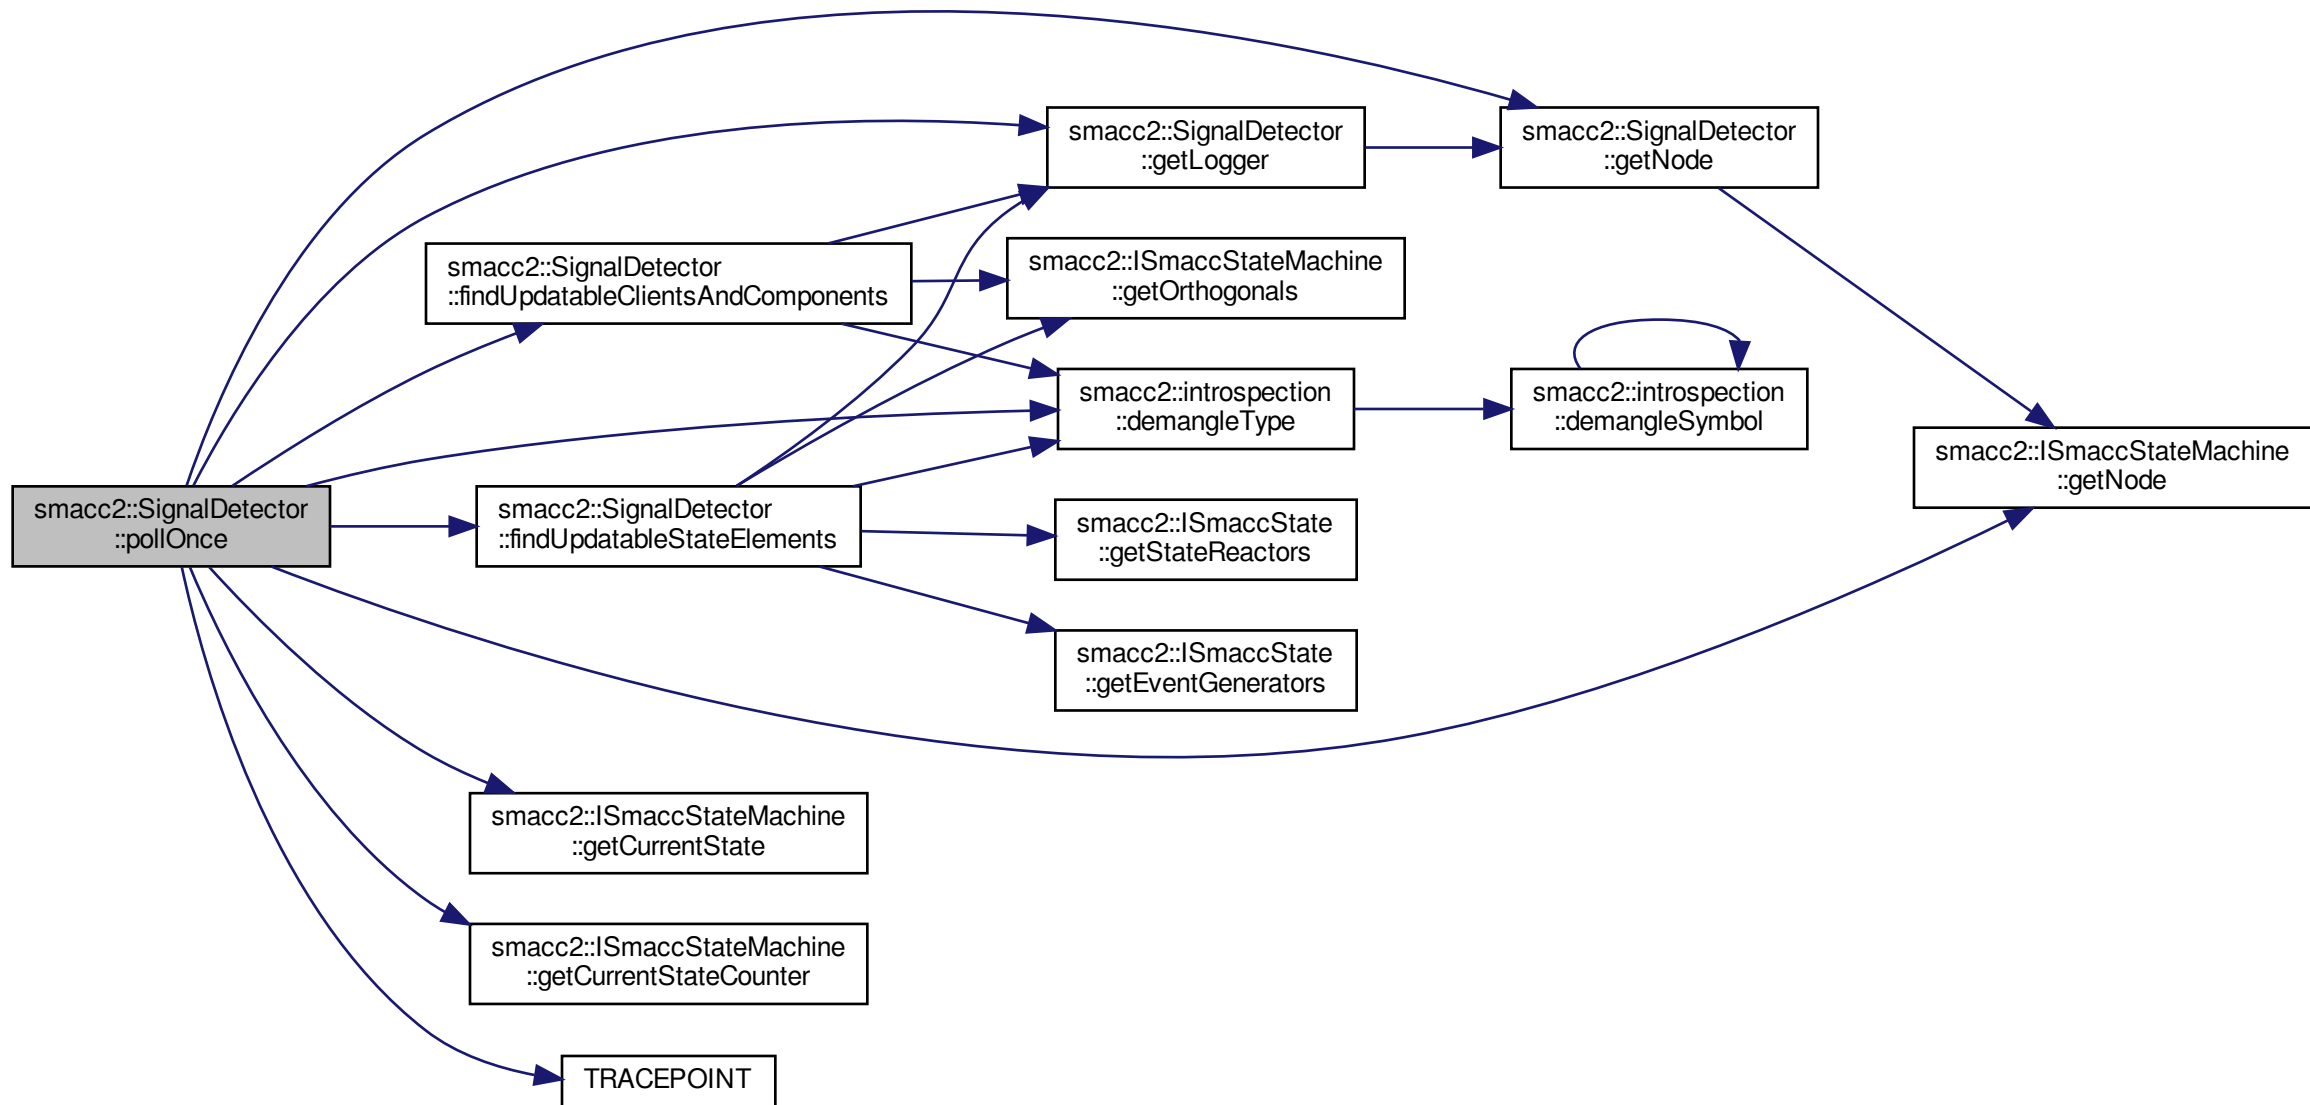 smacc2::SignalDetector
::pollOnce
smacc2::SignalDetector
::findUpdatableClientsAndComponents
smacc2::SignalDetector
::findUpdatableStateElements
smacc2::ISmaccStateMachine
::getCurrentState
smacc2::ISmaccStateMachine
::getCurrentStateCounter
TRACEPOINT
smacc2::SignalDetector
::getLogger
smacc2::ISmaccStateMachine
::getOrthogonals
smacc2::introspection
::demangleType
smacc2::ISmaccState
::getStateReactors
smacc2::ISmaccState
::getEventGenerators
smacc2::SignalDetector
::getNode
smacc2::introspection
::demangleSymbol
smacc2::ISmaccStateMachine
::getNode